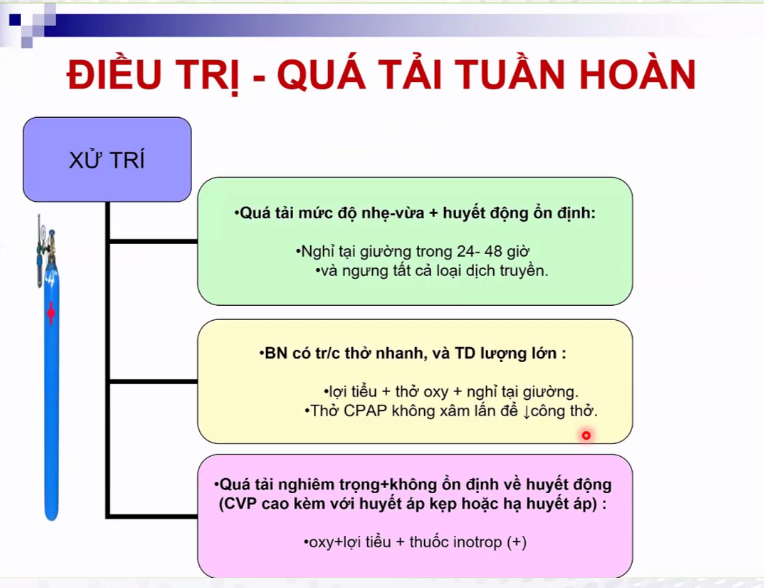 ĐIỀU TRỊ - QUÁ TẢI TUẦN HOÀN
XỬ TRÍ
•Quá tải mức độ nhẹ-vừa + huyết động ổn định:
•Nghỉ tại giường trong 24- 48 giờ
•và ngưng tất cả loại dịch truyền.
•BN có tr/c thở nhanh, và TD lượng lớn :
•lợi tiểu + thở oxy + nghỉ tại giường.
•Thở CPAP không xâm lấn để ↓công thở.
•Quá tải nghiêm trọng+không ổn định về huyết động
(CVP cao kèm với huyết áp kẹp hoặc hạ huyết áp) :
•oxy+lợi tiểu + thuốc inotrop (+)